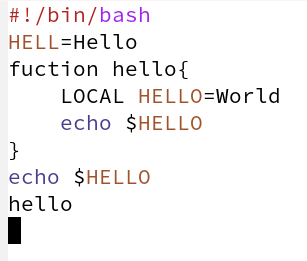 #!/bin/bash
HELL=Hello
fuction hello{
    LOCAL HELLO=World
    echo $HELLO
}
echo $HELLO
hello